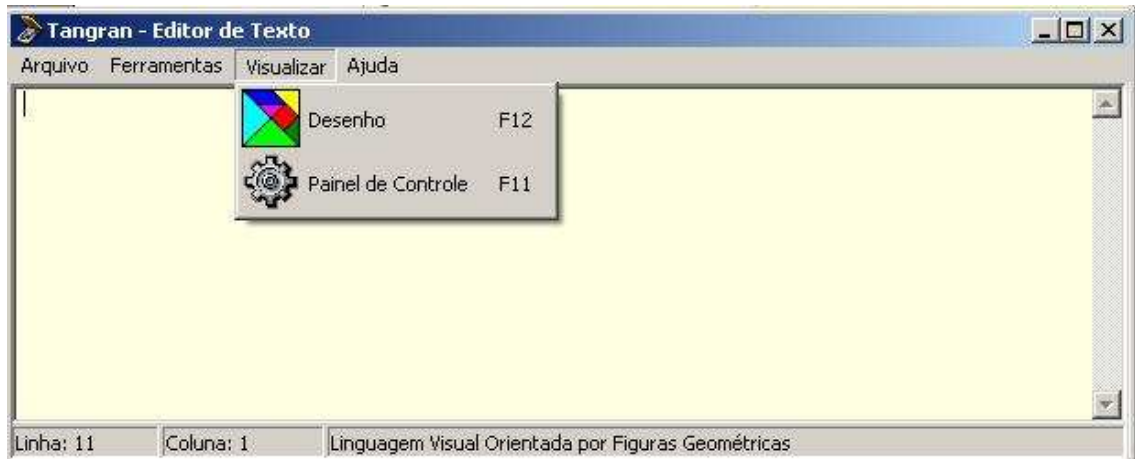 Tangran - Editor de Texto
Arquivo Ferramentas Visualizar Ajuda
Desenho F12
Painel de Controle F11
Linha: 11 Coluna: 1 Linguagem Visual Orientada por Figuras Geométricas